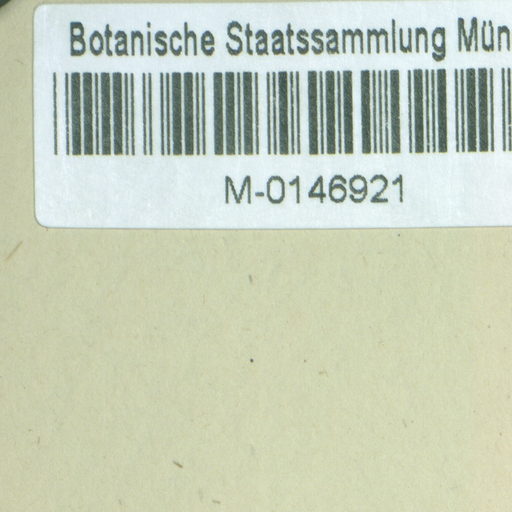 Botanische Staatssammlung Mün
M-0146921